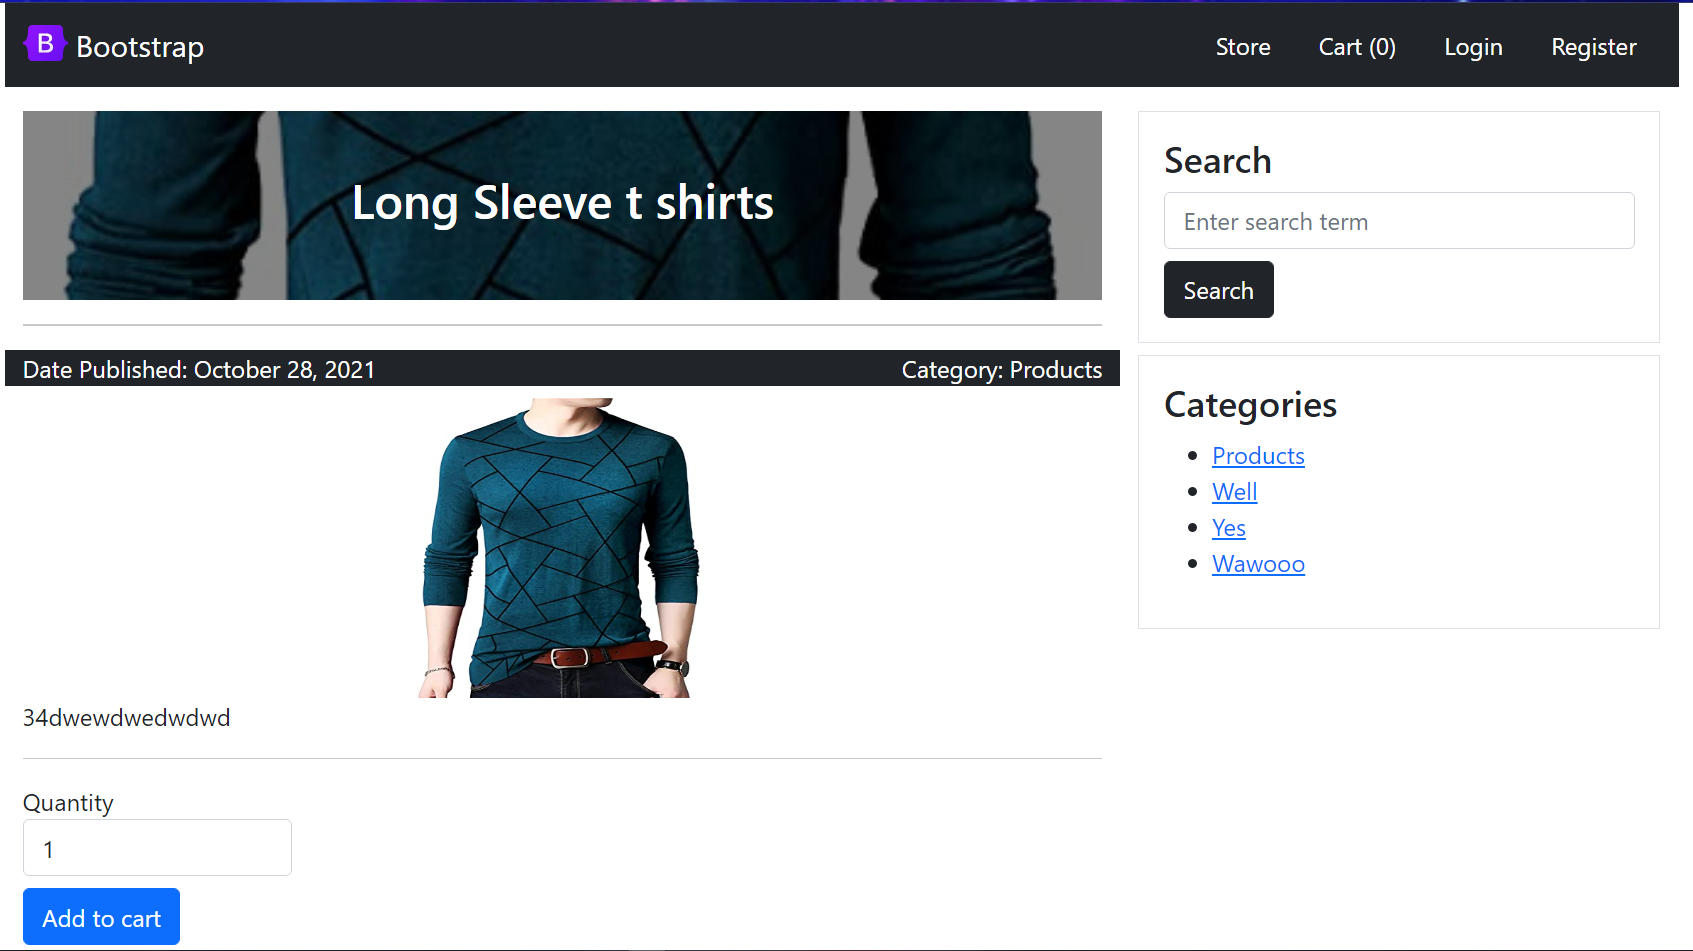 B Bootstrap Store Cart (0) Login Register
Long Sleeve t shirts
Date Published: October 28, 2021 Category: Products
34dwewdwedwdwd
Quantity
1
Add to cart
Search
Enter search term
Search
Categories
Products
Well
Yes
Wawooo